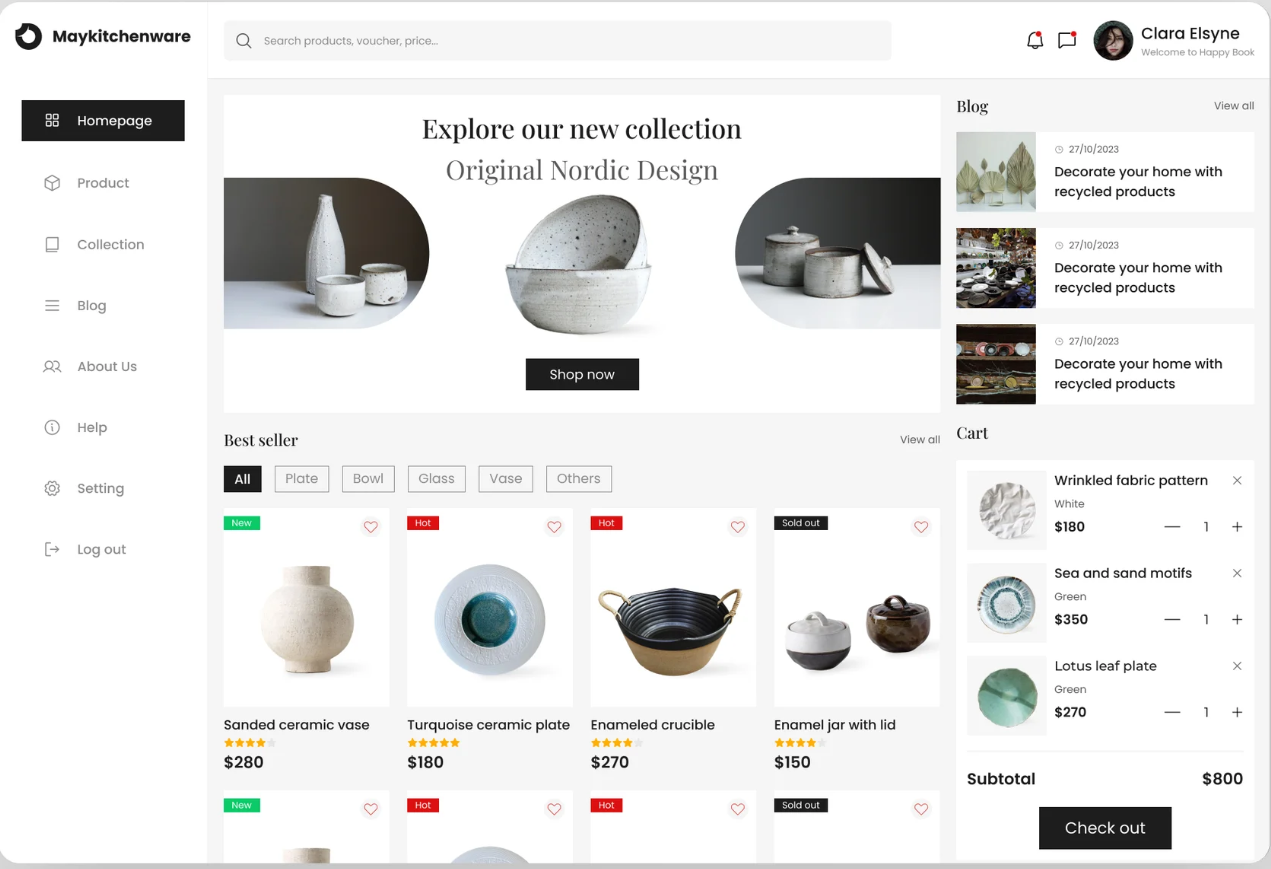 Maykitchenware
Search products, voucher, price...
Clara Elsyne
Welcome to Happy Book
Homepage
Product
Collection
Blog
About Us
Help
Setting
Log out
Explore our new collection
Original Nordic Design
Shop now
Best seller
View all
All
Plate
Bowl
Glass
Vase
Others
New
Hot
Hot
Sold out
Sanded ceramic vase
Turquoise ceramic plate
Enameled crucible
Enamel jar with lid
$280
$180
$270
$150
New
Hot
Hot
Sold out
Blog
View all
27/10/2023
Decorate your home with
recycled products
27/10/2023
Decorate your home with
recycled products
27/10/2023
Decorate your home with
recycled products
Cart
Wrinkled fabric pattern
White
$180
1
Sea and sand motifs
Green
$350
1
Lotus leaf plate
Green
$270
1
Subtotal
$800
Check out